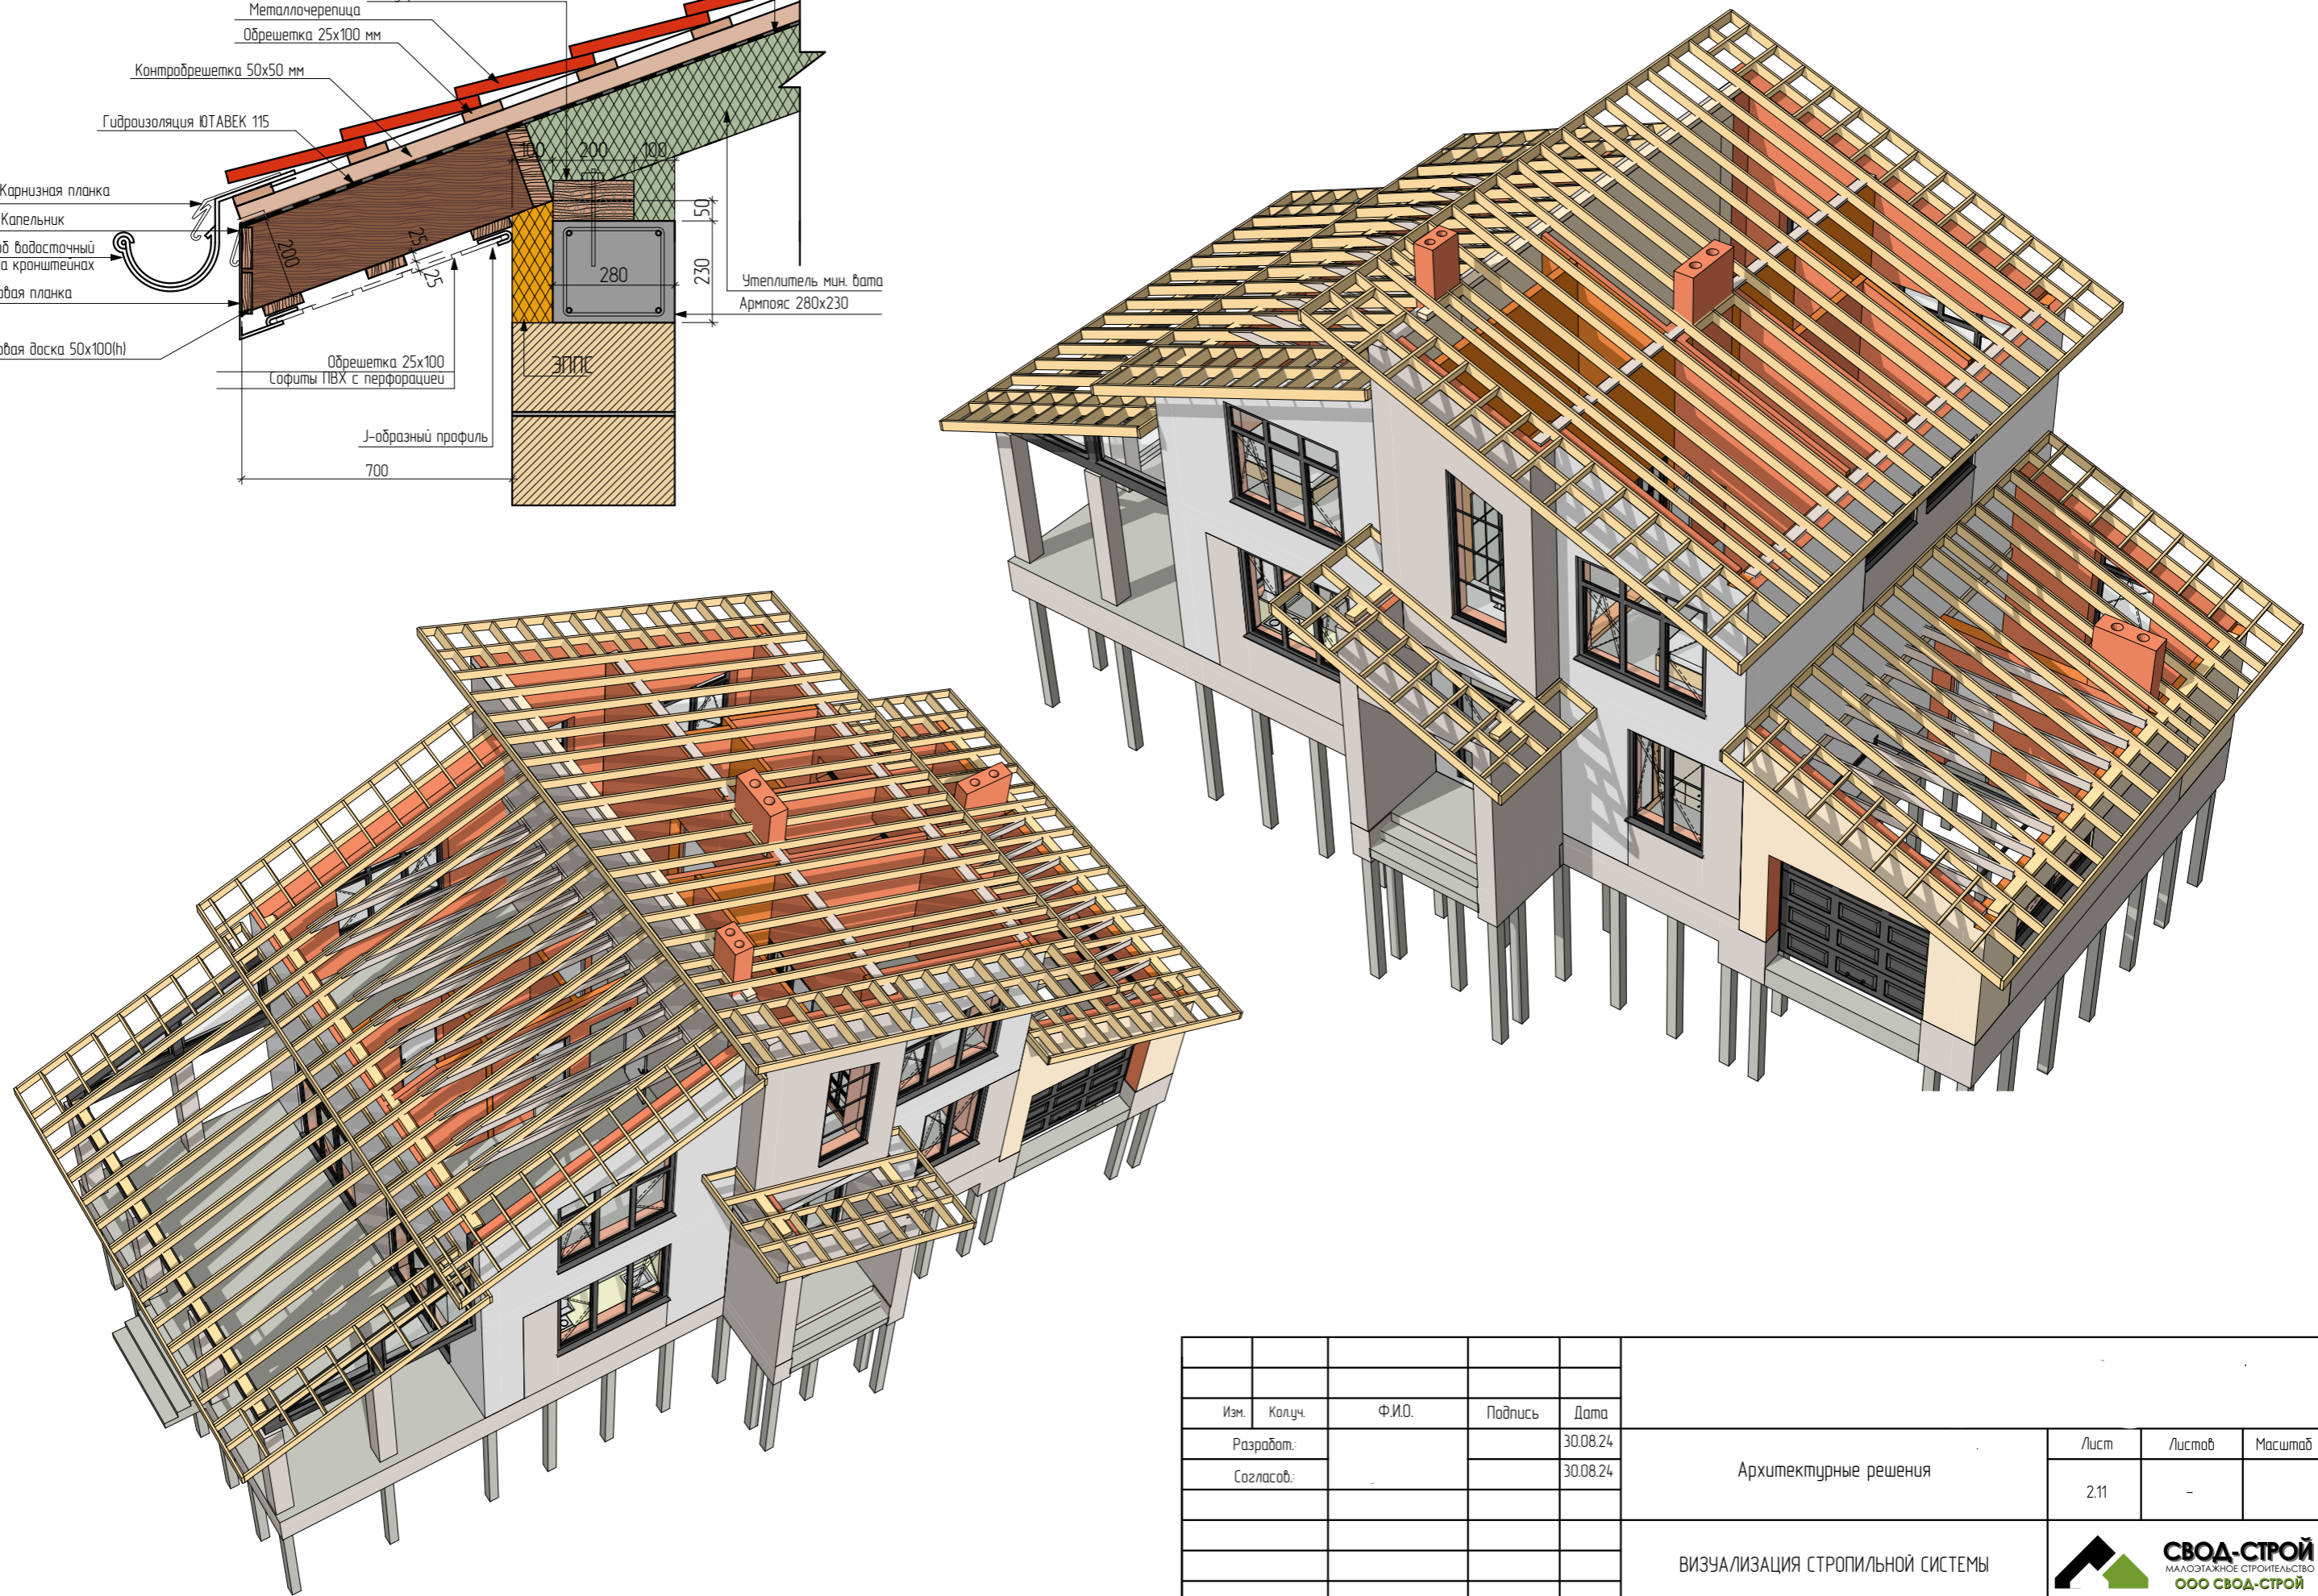 Металлочерепица
Обрешетка 25х100 мм
Контробрешетка 50х50 мм
Гидроизоляция ЮТАВЕК 115
Карнизная планка
Капельник
водосточный
кронштейнах
планка
доска 50х100(h)
100
200
100
50
230
280
200
25
25
Утеплитель мин. вата
Армпояс 280х230
ЭППС
Обрешетка 25х100
Софиты ПВХ с перфорацией
J-образный профиль
700
Изм. Кол.уч. Ф.И.О. Подпись Дата
Разработ.: 30.08.24
Согласов.: 30.08.24
Архитектурные решения
Лист Листов Масштаб
2.11 -
ВИЗУАЛИЗАЦИЯ СТРОПИЛЬНОЙ СИСТЕМЫ
СВОД-СТРОЙ
МАЛОЭТАЖНОЕ СТРОИТЕЛЬСТВО
ООО СВОД-СТРОЙ